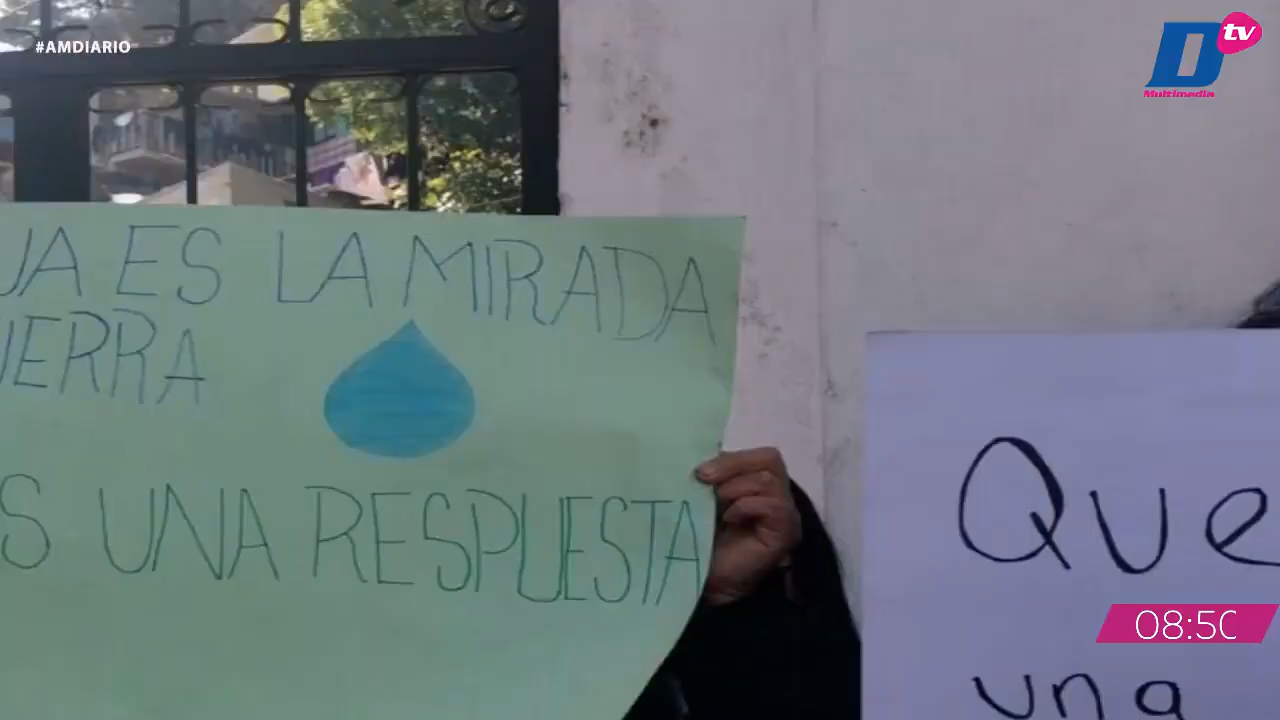 #AMDIARIO
D tv
Multimedia
UA ES LA MIRADA
IERRA
S UNA RESPUESTA
Que
una
08:50